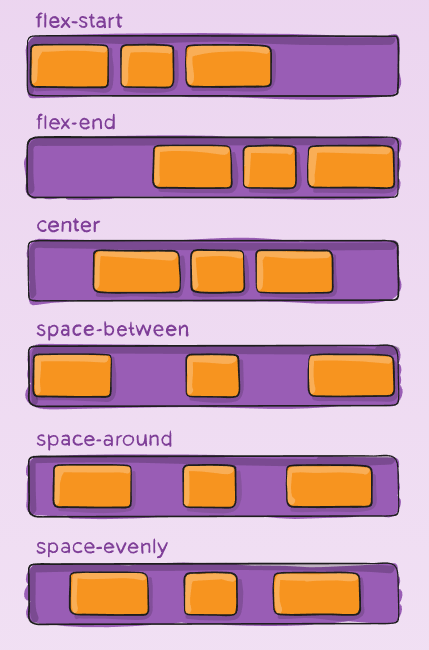 flex-start
flex-end
center
space-between
space-around
space-evenly